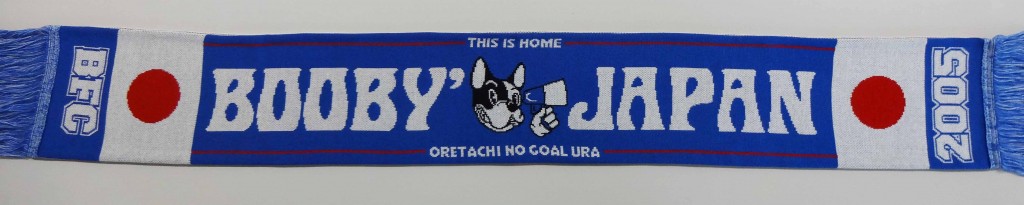 BFC
THIS IS HOME
BOOBY' JAPAN
ORETACHI NO GOAL URA
2005